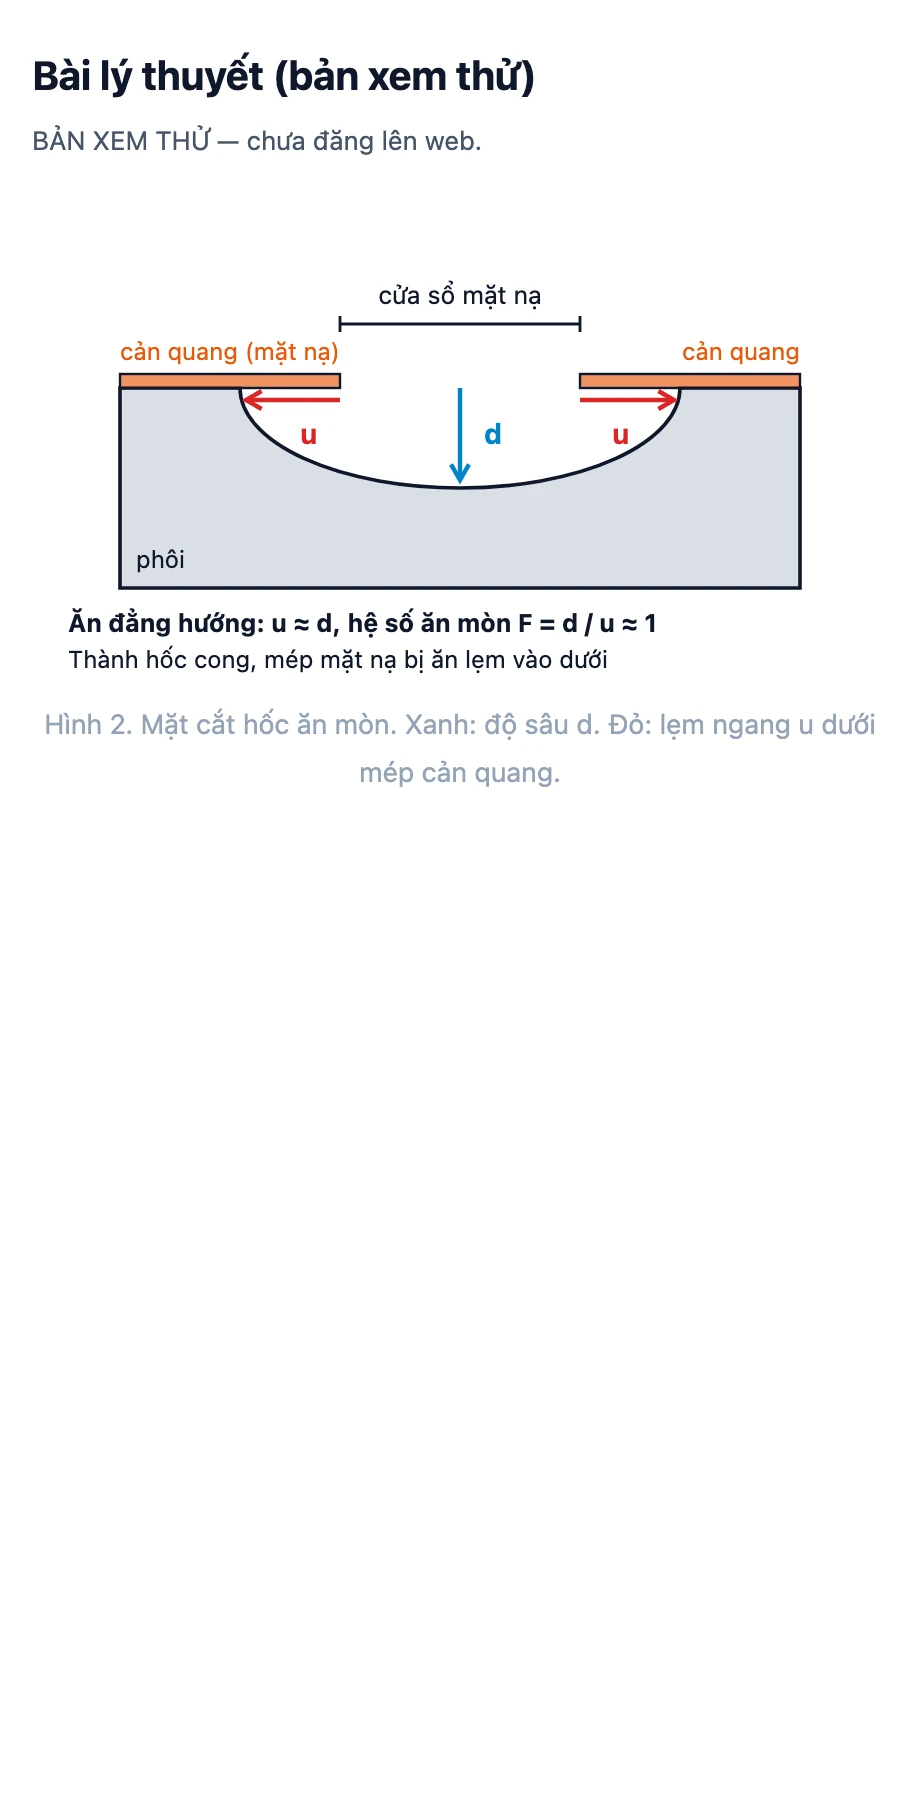 Bài lý thuyết (bản xem thử)
BẢN XEM THỬ — chưa đăng lên web.
cửa sổ mặt nạ
cản quang (mặt nạ)
cản quang
u
d
u
phôi
Ăn đẳng hướng: u ≈ d, hệ số ăn mòn F = d / u ≈ 1
Thành hốc cong, mép mặt nạ bị ăn lẹm vào dưới
Hình 2. Mặt cắt hốc ăn mòn. Xanh: độ sâu d. Đỏ: lẹm ngang u dưới
mép cản quang.